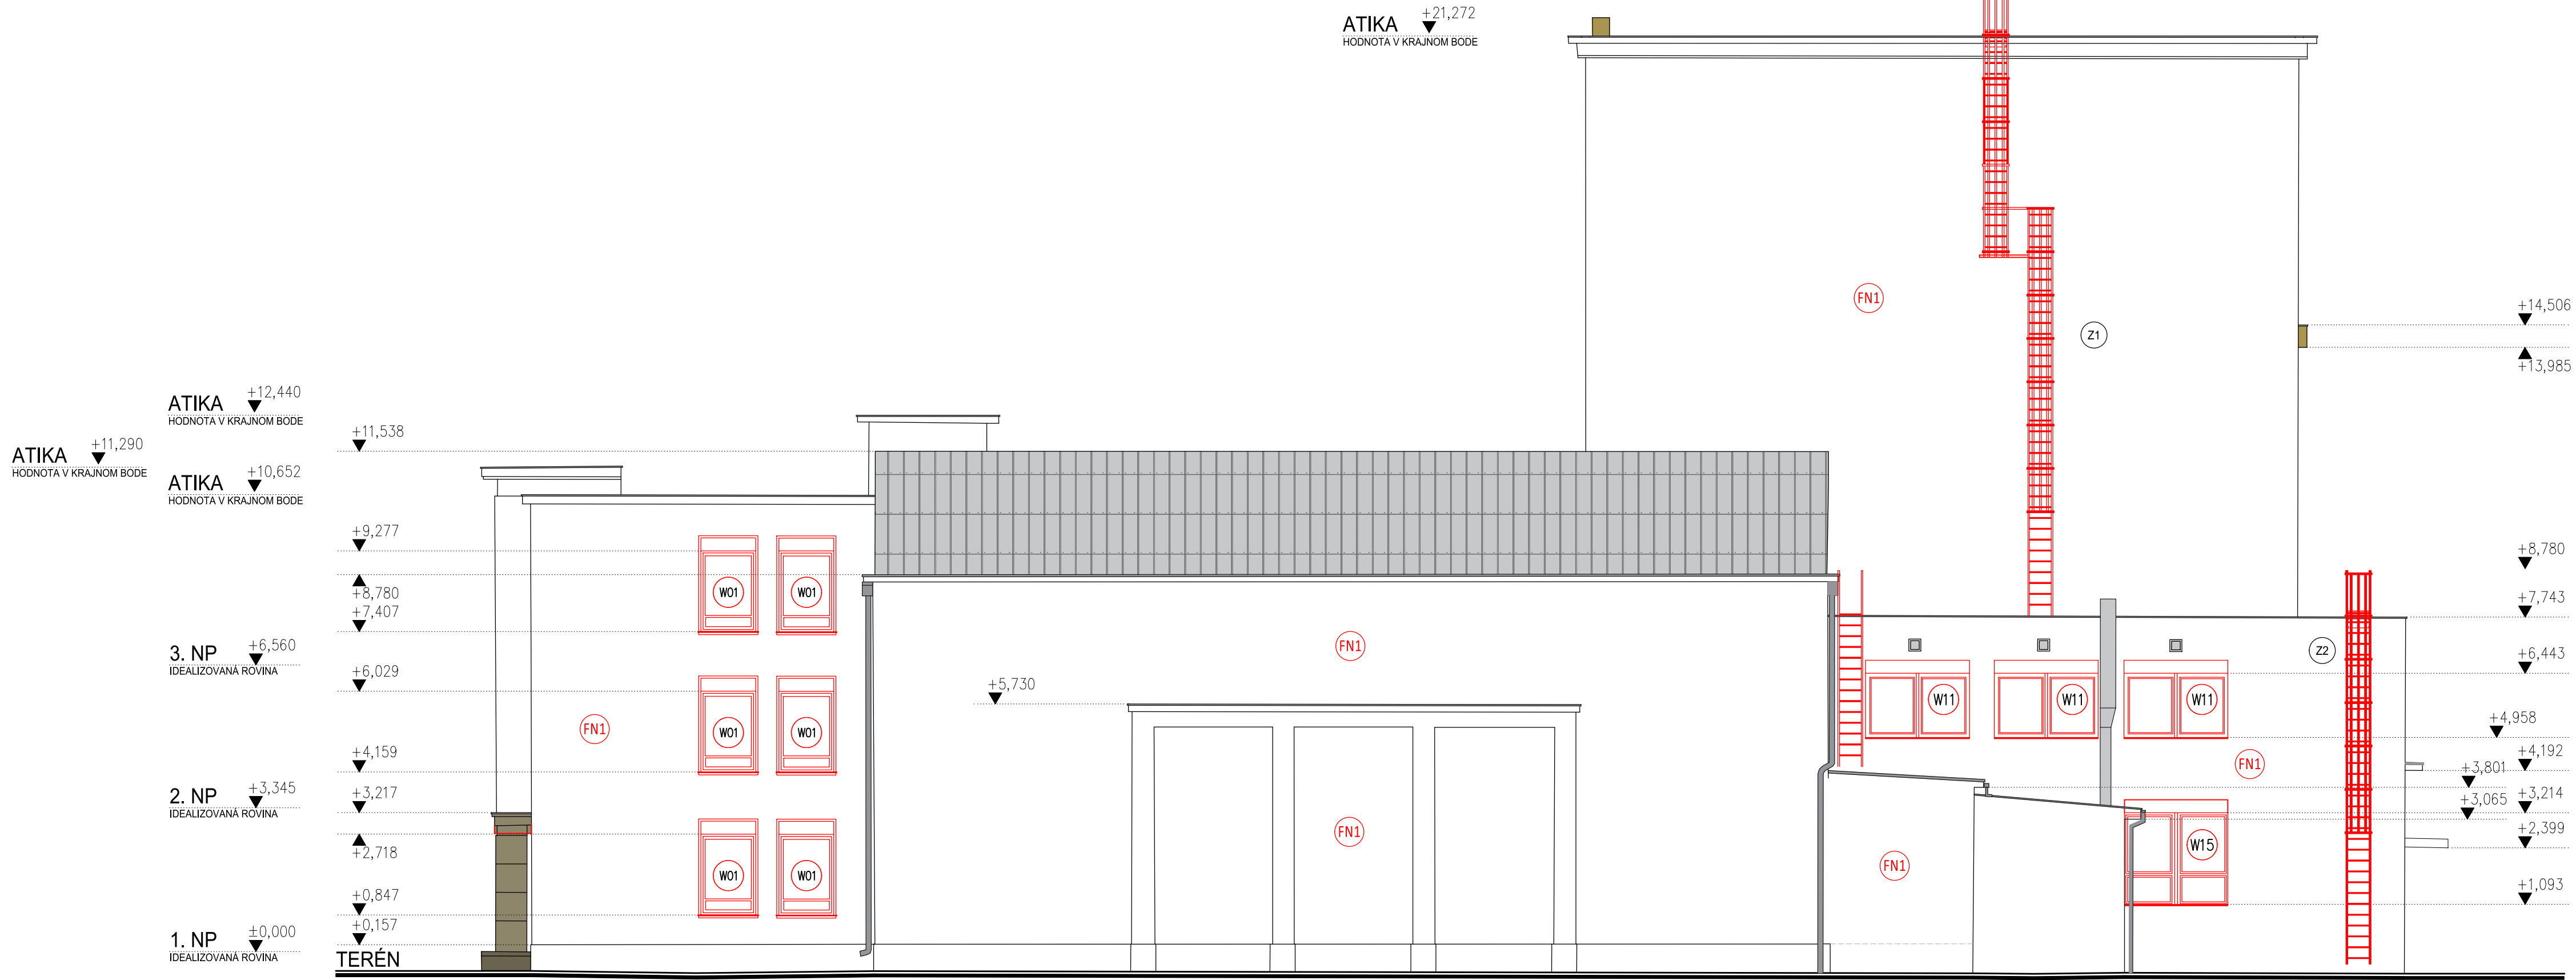 ATIKA +21,272
HODNOTA V KRAJNOM BODE
FN1
+14,506
Z1
+13,985
ATIKA +12,440
HODNOTA V KRAJNOM BODE
+11,538
ATIKA +11,290
HODNOTA V KRAJNOM BODE
ATIKA +10,652
HODNOTA V KRAJNOM BODE
+9,277
+8,780
+8,780
W01 W01
+7,407
+7,743
3. NP +6,560
IDEALIZOVANÁ ROVINA
FN1
Z2
+6,443
+6,029
+5,730
W11 W11 W11
FN1
W01 W01
+4,958
+4,159
FN1
+4,192
+3,801
2. NP +3,345
IDEALIZOVANÁ ROVINA
+3,217
+3,065
+3,214
FN1
+2,399
+2,718
W15
FN1
W01 W01
+0,847
+1,093
+0,157
1. NP ±0,000
IDEALIZOVANÁ ROVINA
TERÉN